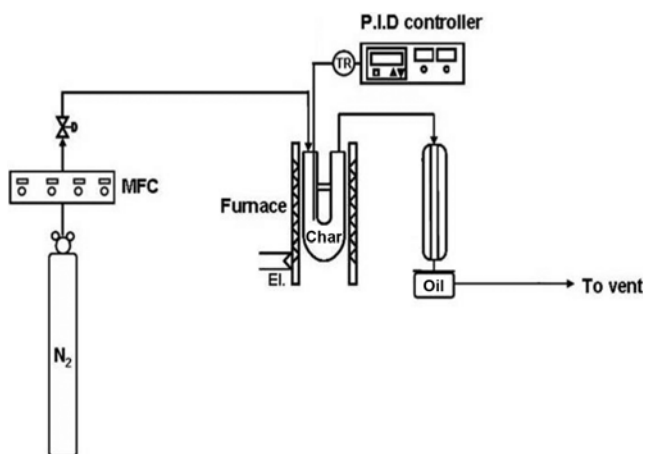 P.I.D controller
TR
MFC
Furnace
Char
El.
Oil
To vent
N₂